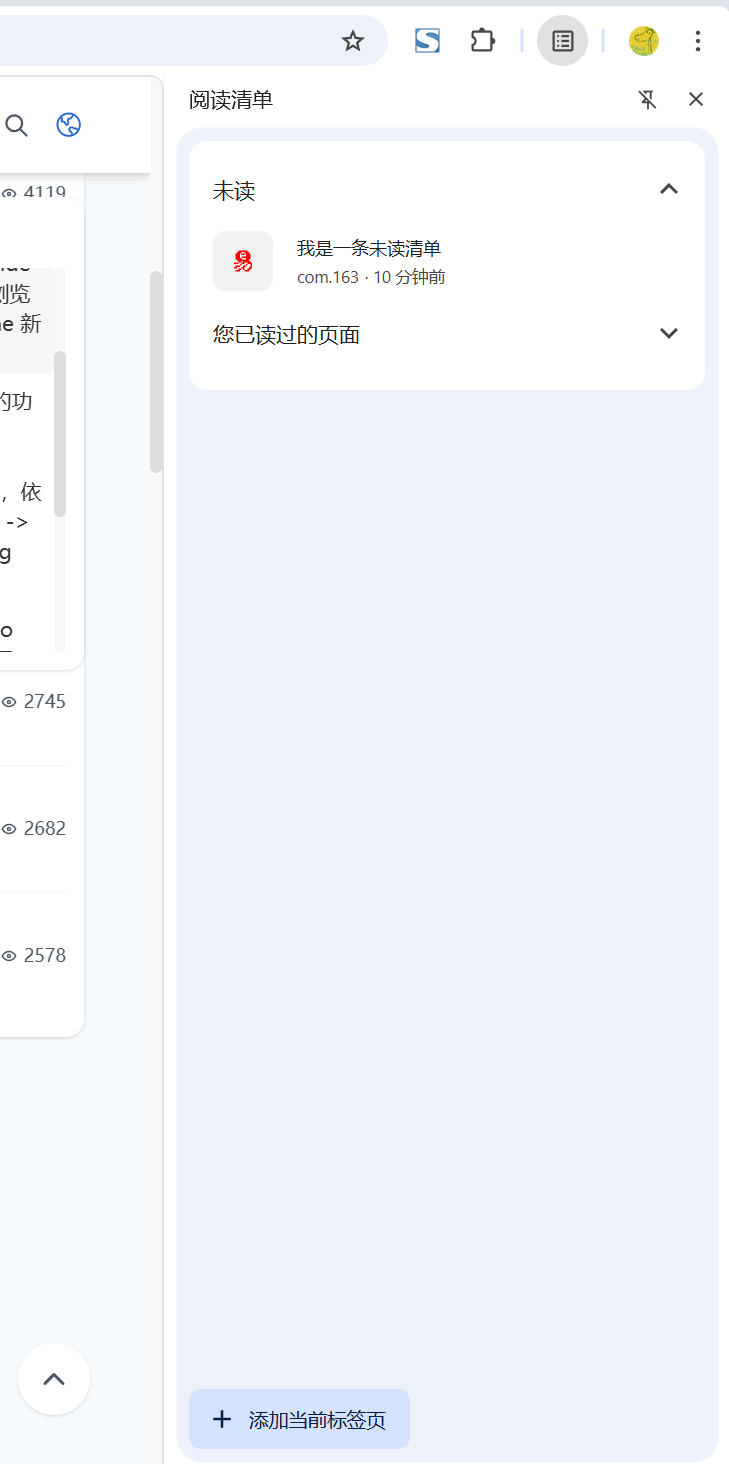 阅读清单
4119
浏览
ne 新
的功
，依
->
g
o
2745
2682
2578
未读
我是一条未读清单
com.163 · 10 分钟前
您已读过的页面
添加当前标签页